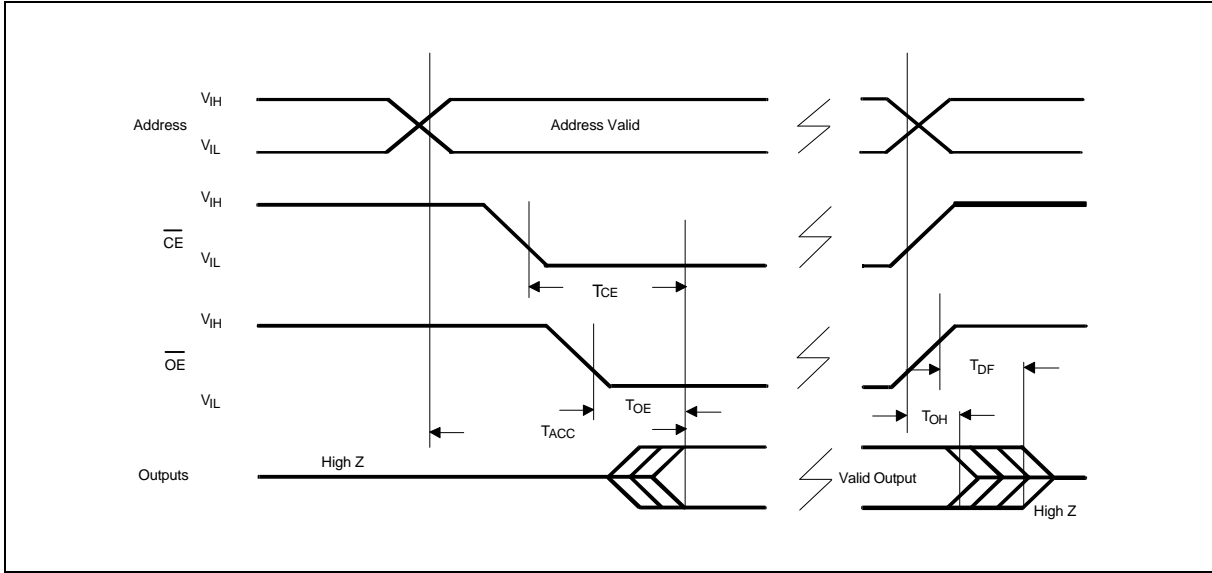 VIH
Address
Address Valid
VIL
VIH
CE
VIL
TCE
VIH
OE
TDF
VIL
TOE
TOH
TACC
High Z
Outputs
Valid Output
High Z